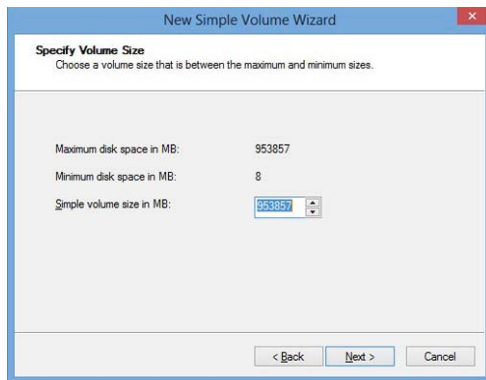 New Simple Volume Wizard
Specify Volume Size
Choose a volume size that is between the maximum and minimum sizes.
Maximum disk space in MB: 953857
Minimum disk space in MB: 8
Simple volume size in MB: 953857
< Back Next > Cancel